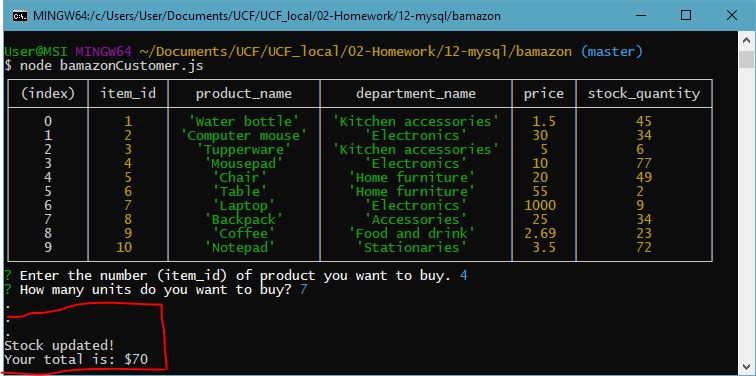 MINGW64:/c/Users/User/Documents/UCF/UCF_local/02-Homework/12-mysql/bamazon
User@MSI MINGW64 ~/Documents/UCF/UCF_local/02-Homework/12-mysql/bamazon (master)
$ node bamazonCustomer.js
(index) item_id product_name department_name price stock_quantity
0 1 'Water bottle' 'Kitchen accessories' 1.5 45
1 2 'Computer mouse' 'Electronics' 30 34
2 3 'Tupperware' 'Kitchen accessories' 5 6
3 4 'Mousepad' 'Electronics' 10 77
4 5 'Chair' 'Home furniture' 20 49
5 6 'Table' 'Home furniture' 55 2
6 7 'Laptop' 'Electronics' 1000 9
7 8 'Backpack' 'Accessories' 25 34
8 9 'Coffee' 'Food and drink' 2.69 23
9 10 'Notepad' 'Stationaries' 3.5 72
? Enter the number (item_id) of product you want to buy. 4
? How many units do you want to buy? 7
.
.
.
Stock updated!
Your total is: $70